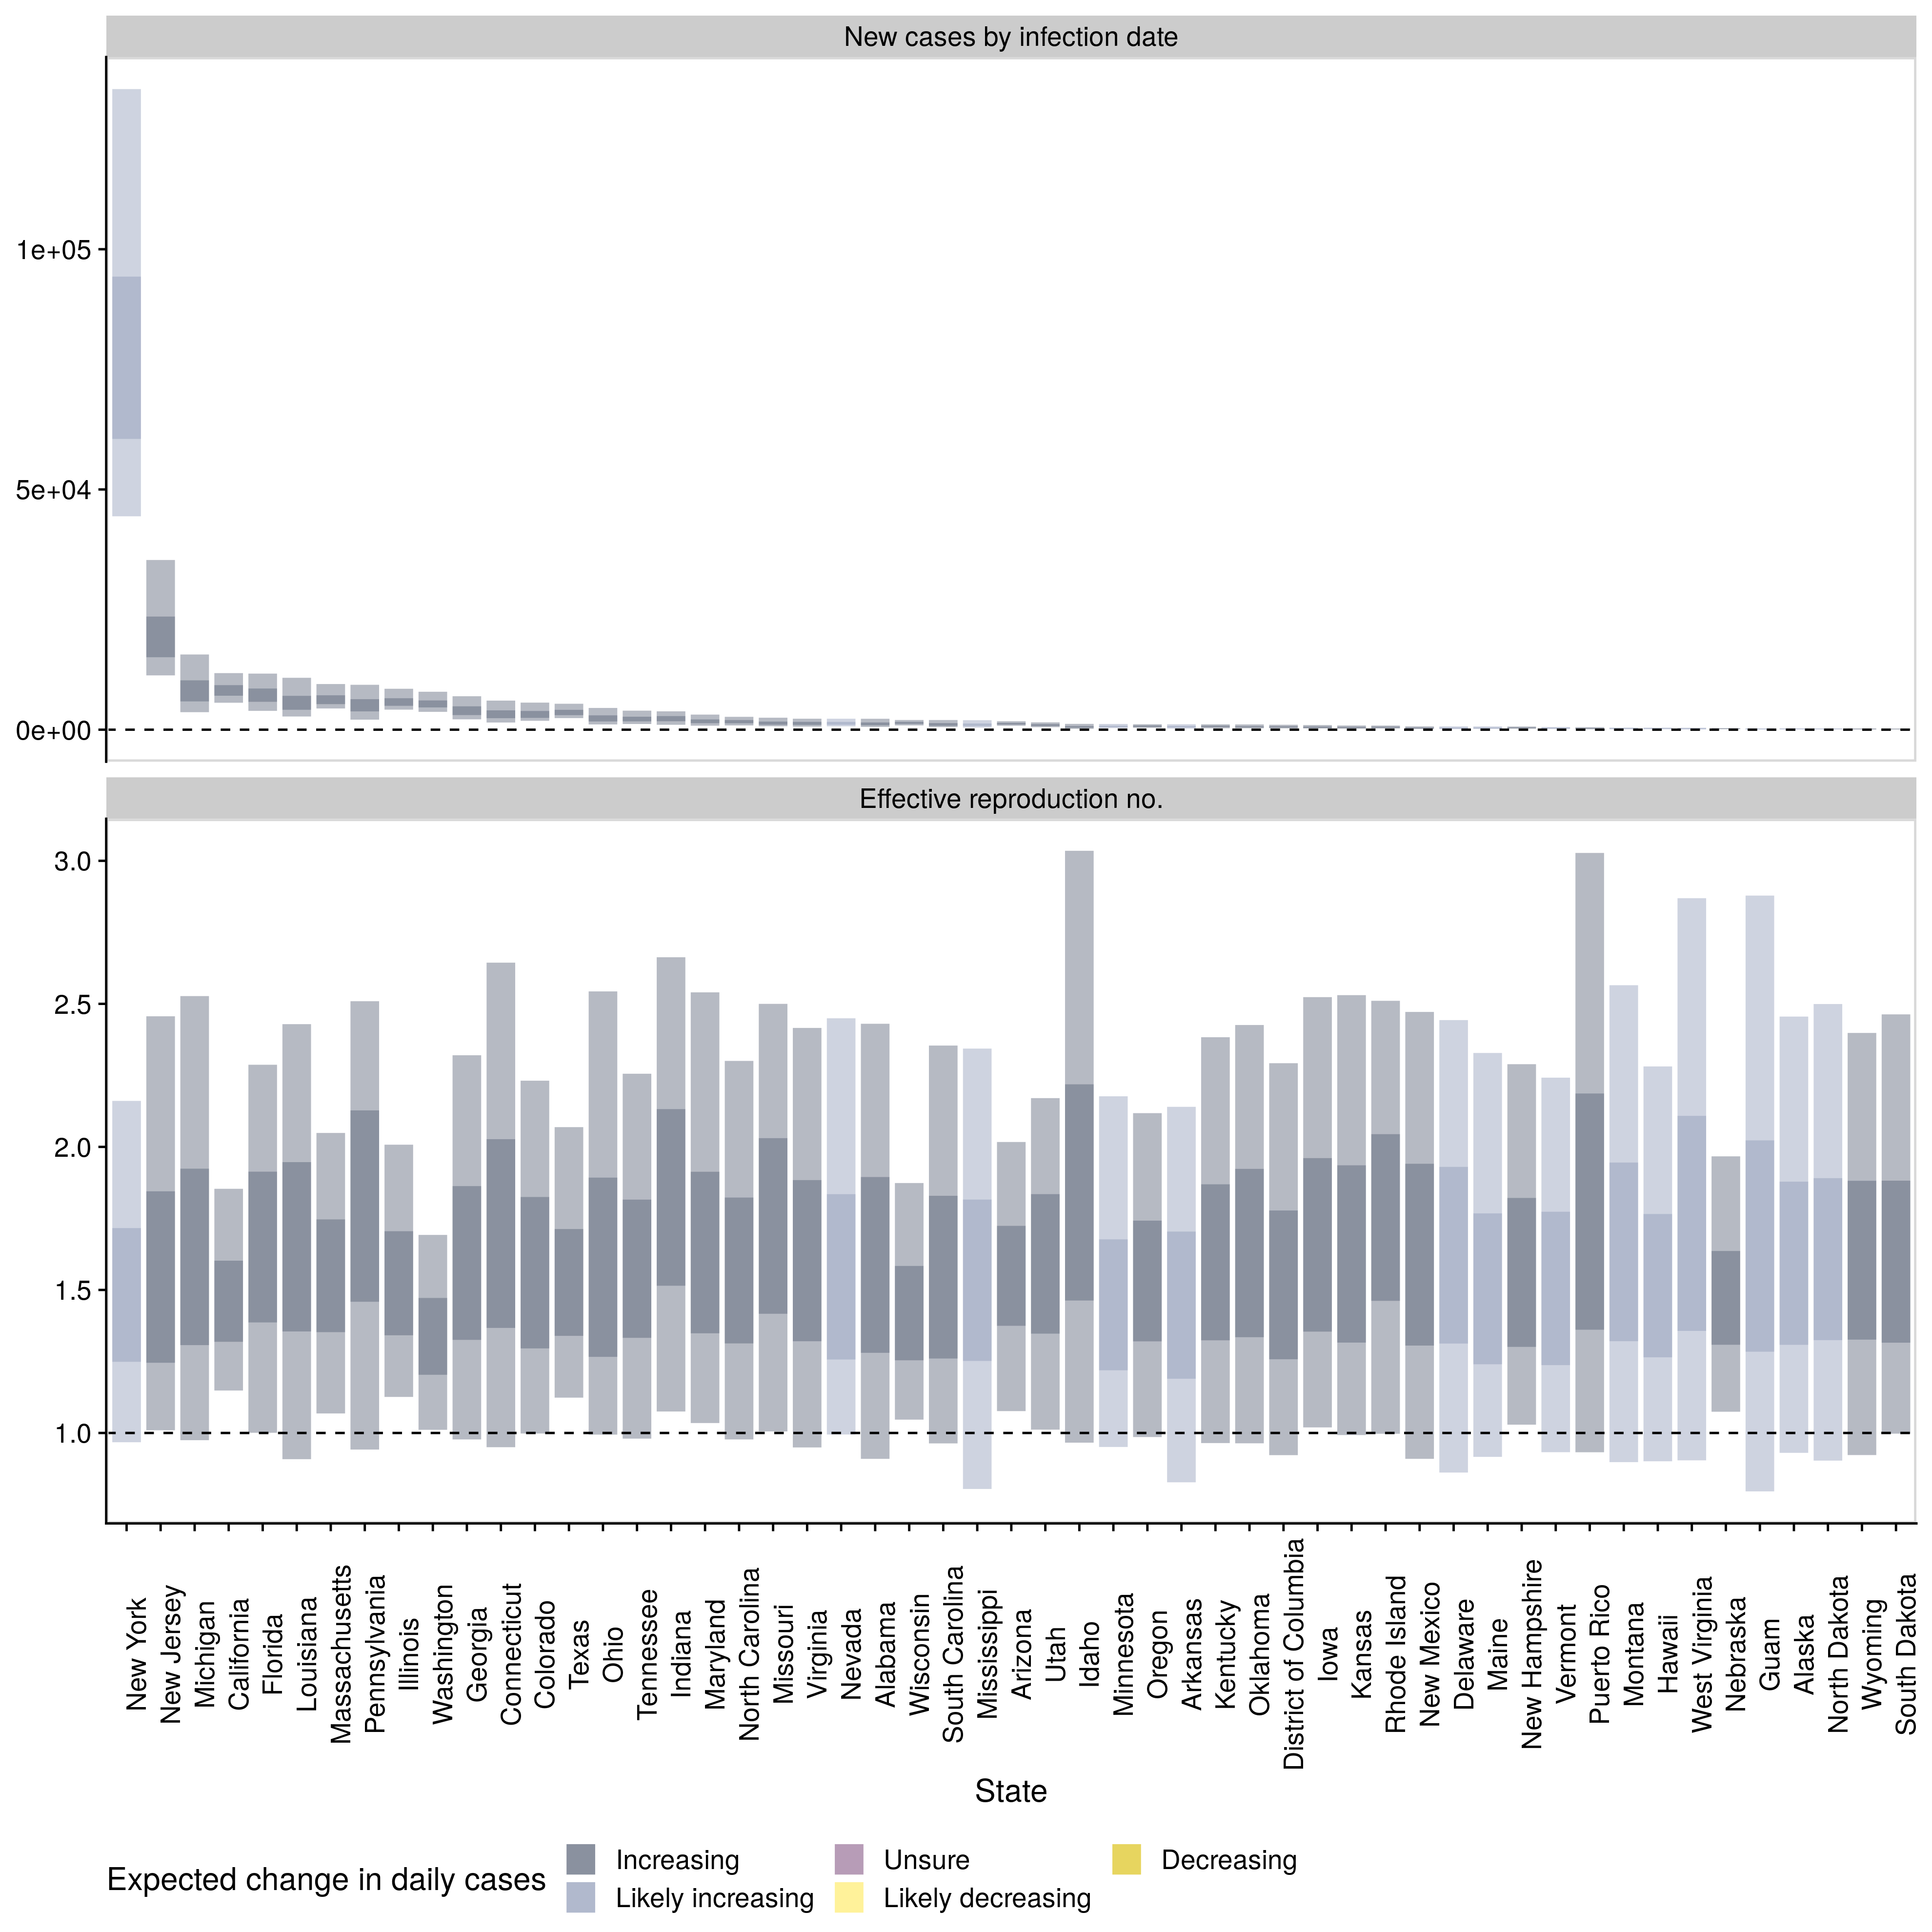 New cases by infection date
1e+05
5e+04
0e+00
Effective reproduction no.
3.0
2.5
2.0
1.5
1.0
New York
New Jersey
Michigan
California
Florida
Louisiana
Massachusetts
Pennsylvania
Illinois
Washington
Georgia
Connecticut
Colorado
Texas
Ohio
Tennessee
Indiana
Maryland
North Carolina
Missouri
Virginia
Nevada
Alabama
Wisconsin
South Carolina
Mississippi
Arizona
Utah
Idaho
Minnesota
Oregon
Arkansas
Kentucky
Oklahoma
District of Columbia
Iowa
Kansas
Rhode Island
New Mexico
Delaware
Maine
New Hampshire
Vermont
Puerto Rico
Montana
Hawaii
West Virginia
Nebraska
Guam
Alaska
North Dakota
Wyoming
South Dakota
State
Expected change in daily cases
Increasing
Unsure
Decreasing
Likely increasing
Likely decreasing